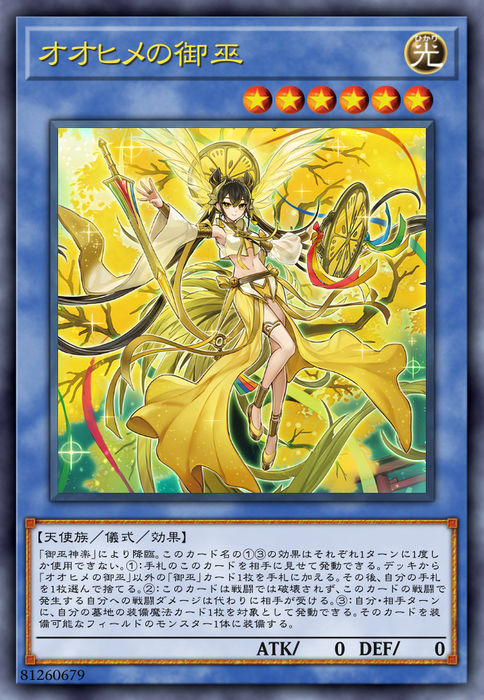 オオヒメの御巫
ひかり
光
【天使族／儀式／効果】
「御巫神楽」により降臨。このカード名の①③の効果はそれぞれ1ターンに1度し
か使用できない。①：手札のこのカードを相手に見せて発動できる。デッキから
「オオヒメの御巫」以外の「御巫」カード1枚を手札に加える。その後、自分の手札
を1枚選んで捨てる。②：このカードは戦闘では破壊されず、このカードの戦闘で
発生する自分への戦闘ダメージは代わりに相手が受ける。③：自分・相手ターン
に、自分の墓地の装備魔法カード1枚を対象として発動できる。そのカードを装備
可能なフィールドのモンスター1体に装備する。
ATK/ 0 DEF/ 0
81260679